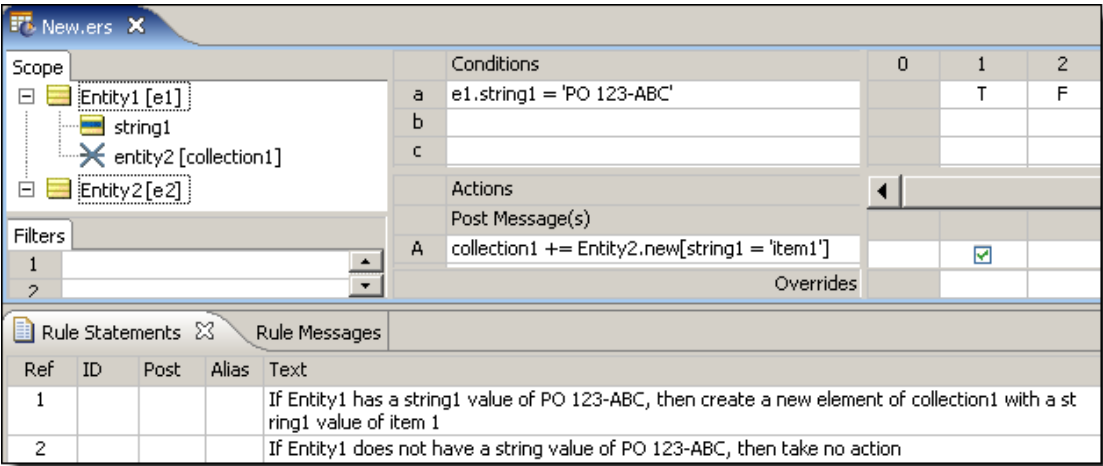 New.ers
Scope
Entity1 [e1]
string1
entity2 [collection1]
Entity2 [e2]
Filters
1
2
Conditions 0 1 2
a e1.string1 = 'PO 123-ABC' T F
b
c
Actions
Post Message(s)
A collection1 += Entity2.new[string1 = 'item1']
Overrides
Rule Statements Rule Messages
Ref ID Post Alias Text
1 If Entity1 has a string1 value of PO 123-ABC, then create a new element of collection1 with a st
ring1 value of item 1
2 If Entity1 does not have a string value of PO 123-ABC, then take no action